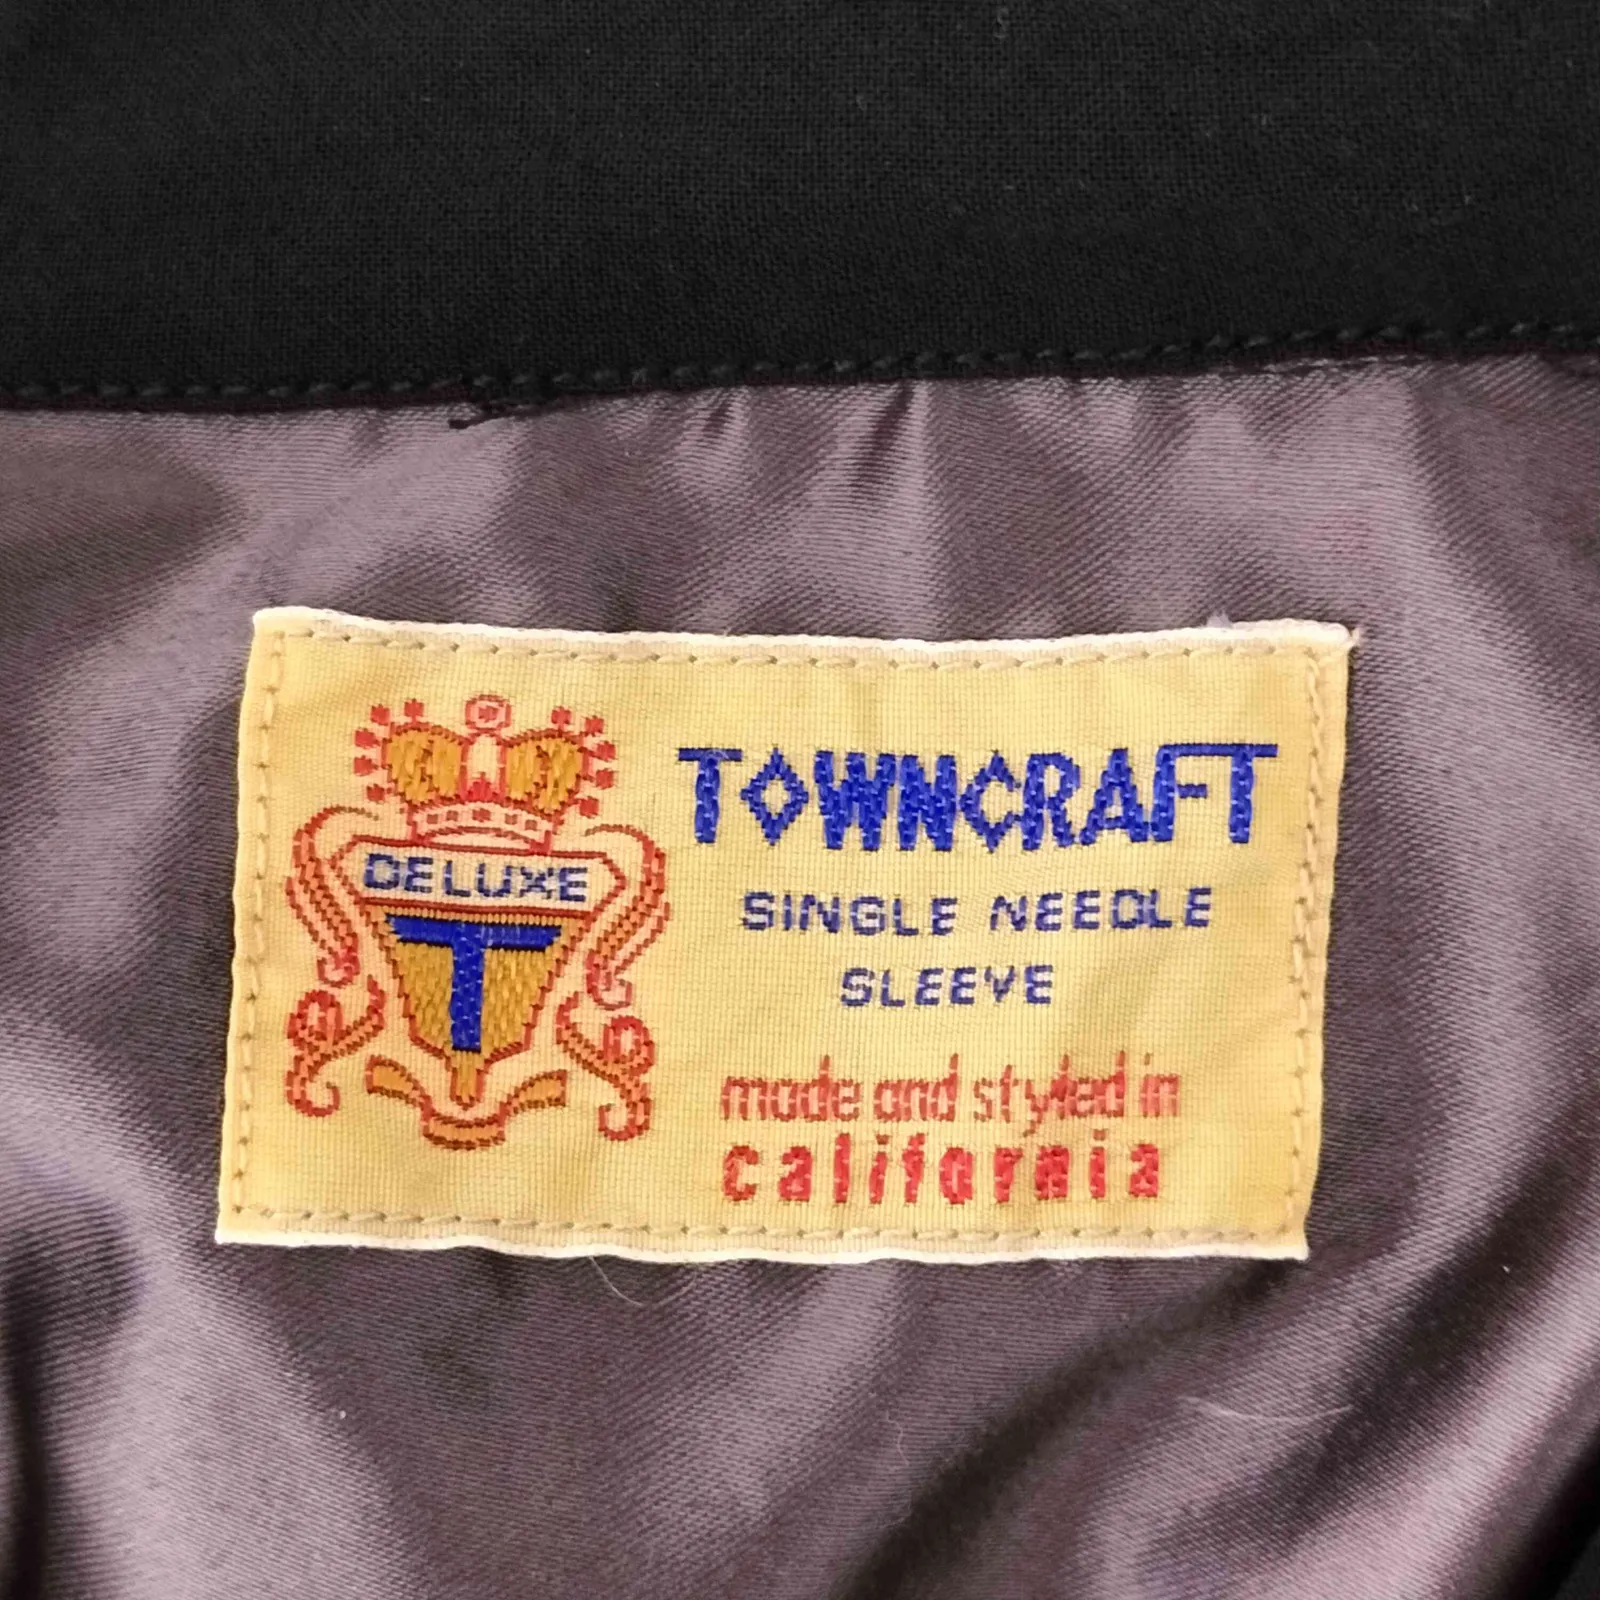 DELUXE
T
TOWNCRAFT
SINGLE NEEDLE
SLEEVE
made and styled in
california